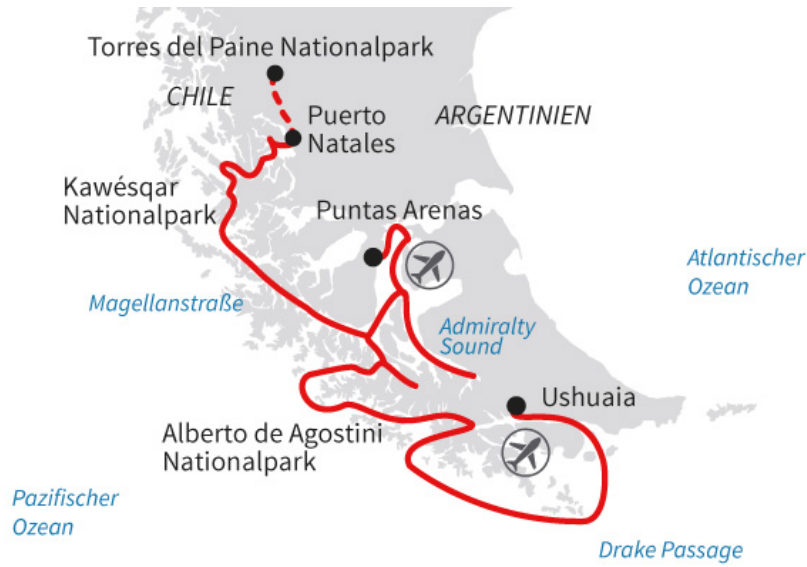 Torres del Paine Nationalpark
CHILE
ARGENTINIEN
Puerto
Natales
Kawésqar
Nationalpark
Puntas Arenas
Atlantischer
Ozean
Magellanstraße
Admiralty
Sound
Ushuaia
Alberto de Agostini
Nationalpark
Pazifischer
Ozean
Drake Passage